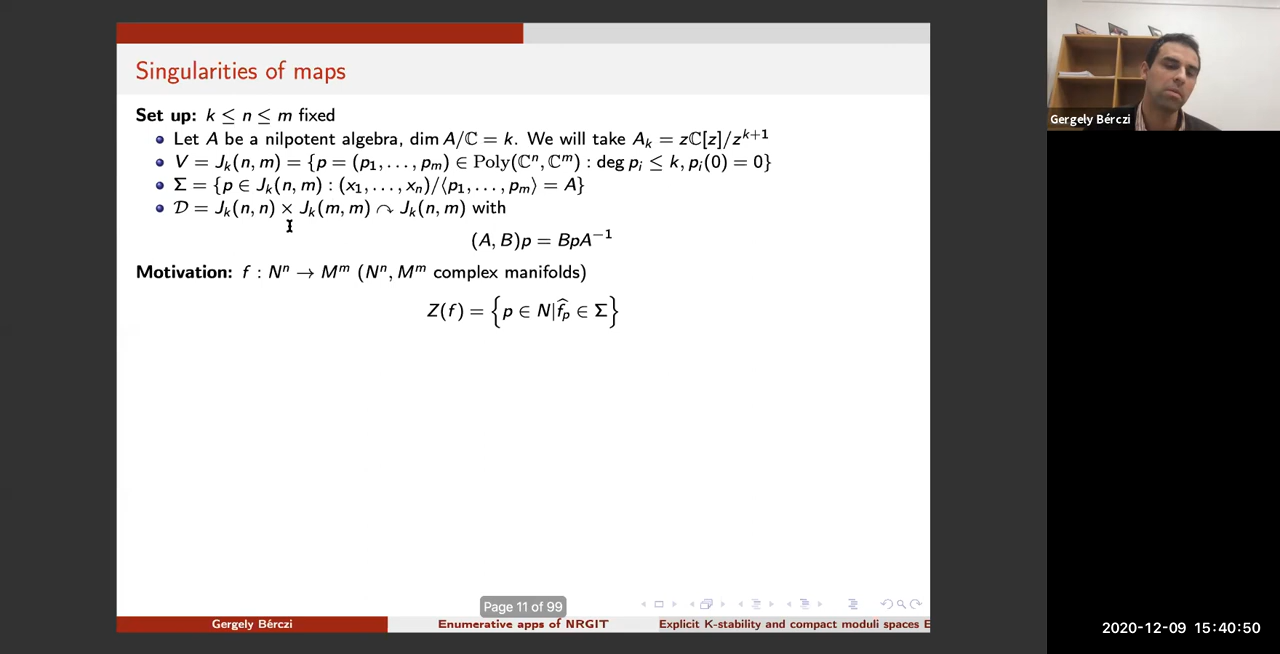 Singularities of maps
Set up: k ≤ n ≤ m fixed
Let A be a nilpotent algebra, dim A/ℂ = k. We will take A_k = zℂ[z]/z^{k+1}
V = J_k(n, m) = {p = (p_1, . . . , p_m) ∈ Poly(ℂ^n, ℂ^m) : deg p_i ≤ k, p_i(0) = 0}
Σ = {p ∈ J_k(n, m) : (x_1, . . . , x_n)/⟨p_1, . . . , p_m⟩ = A}
𝒟 = J_k(n, n) × J_k(m, m) ↷ J_k(n, m) with
(A, B)p = BpA^{−1}
Motivation: f : N^n → M^m (N^n, M^m complex manifolds)
Z(f) = {p ∈ N|f̂_p ∈ Σ}
Page 11 of 99
Gergely Bérczi Enumerative apps of NRGIT Explicit K-stability and compact moduli spaces E
Gergely Bérczi
2020-12-09 15:40:50